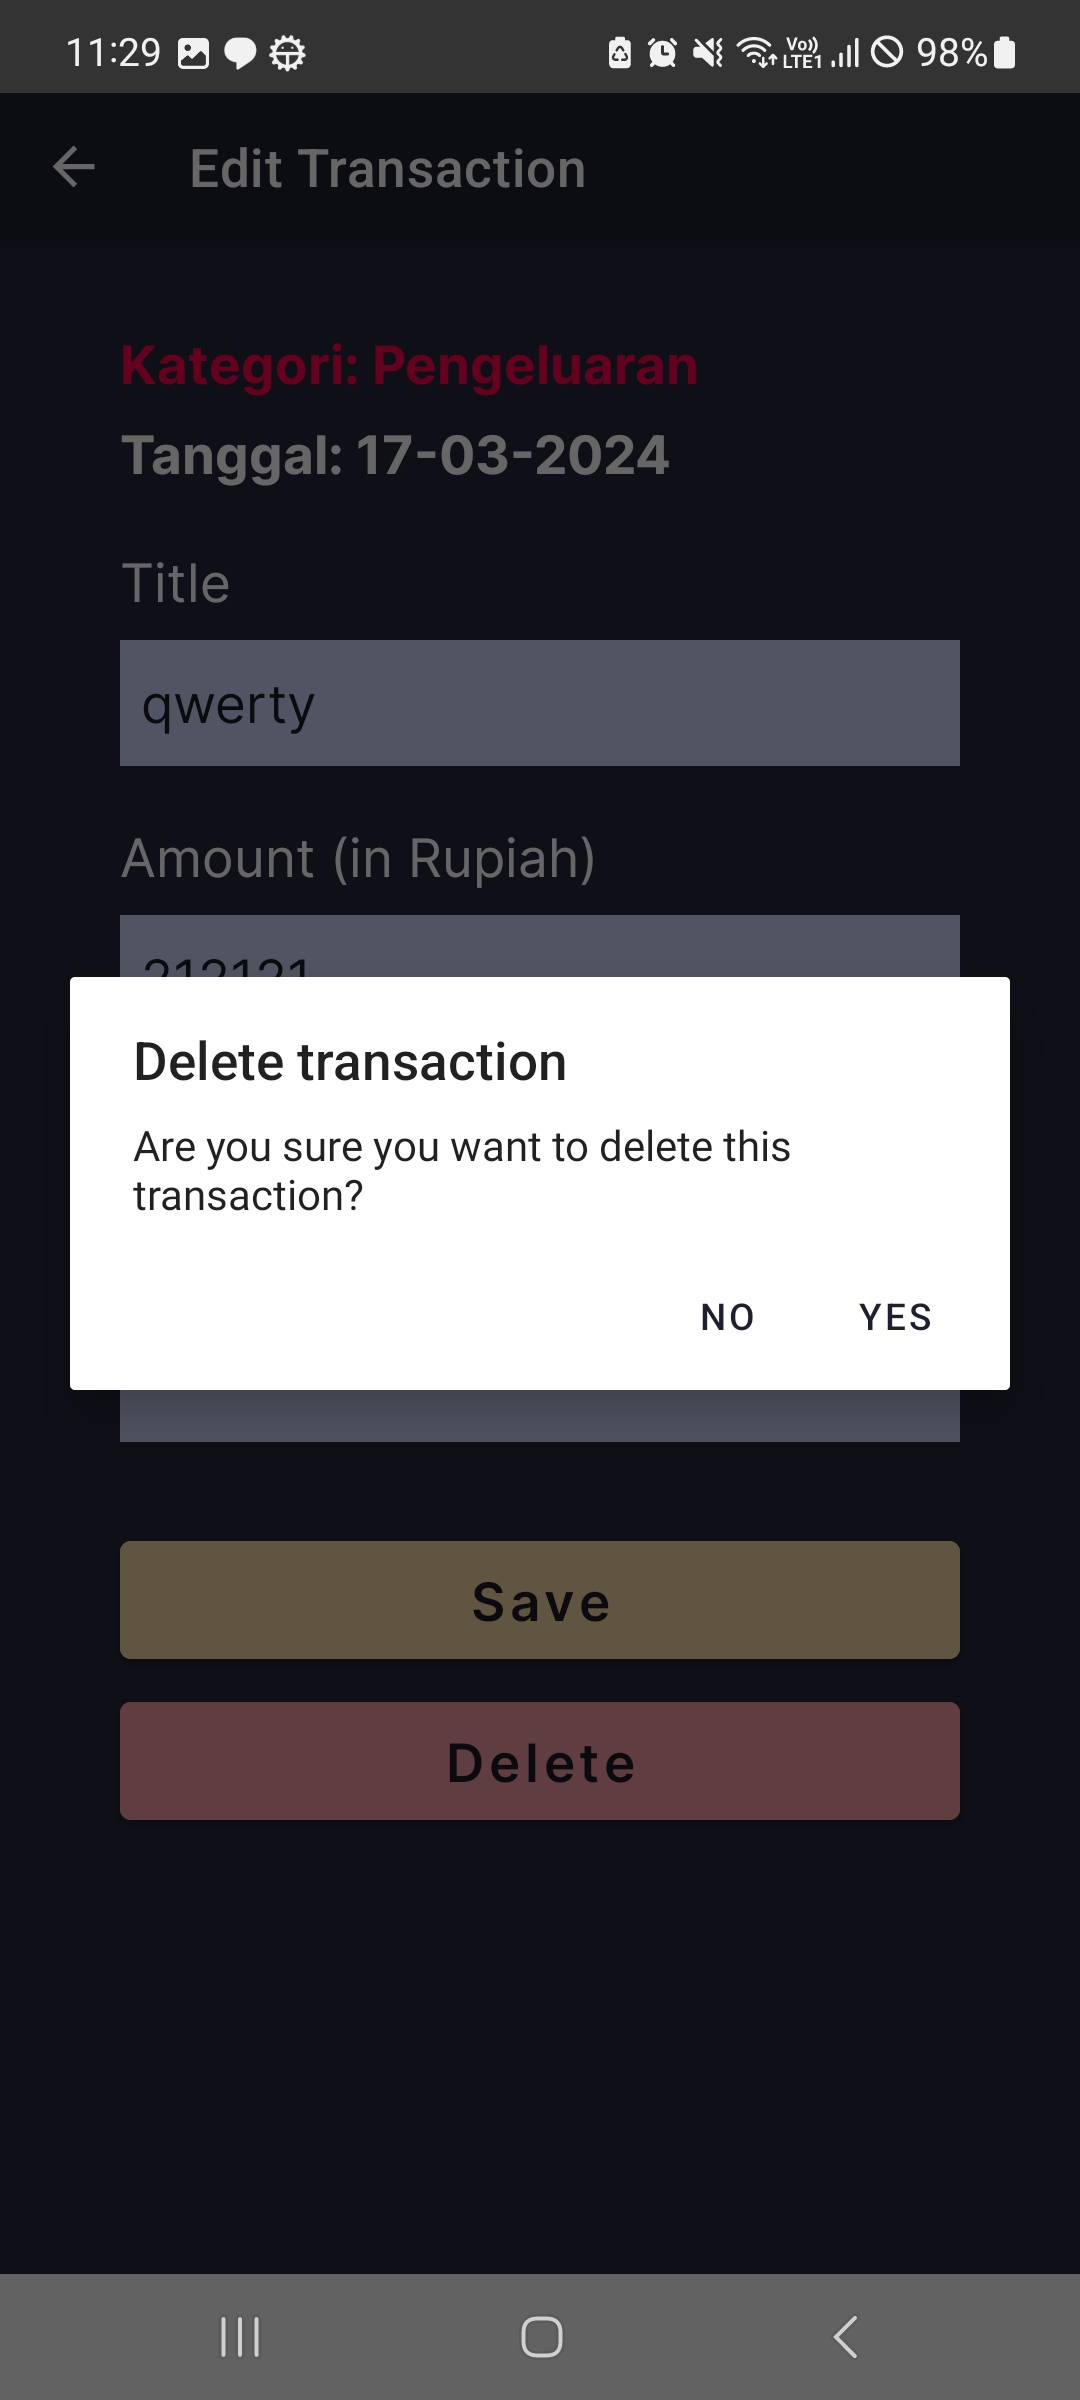 11:29
Vo))
LTE1
98%
Edit Transaction
Kategori: Pengeluaran
Tanggal: 17-03-2024
Title
qwerty
Amount (in Rupiah)
Delete transaction
Are you sure you want to delete this
transaction?
NO
YES
Save
Delete